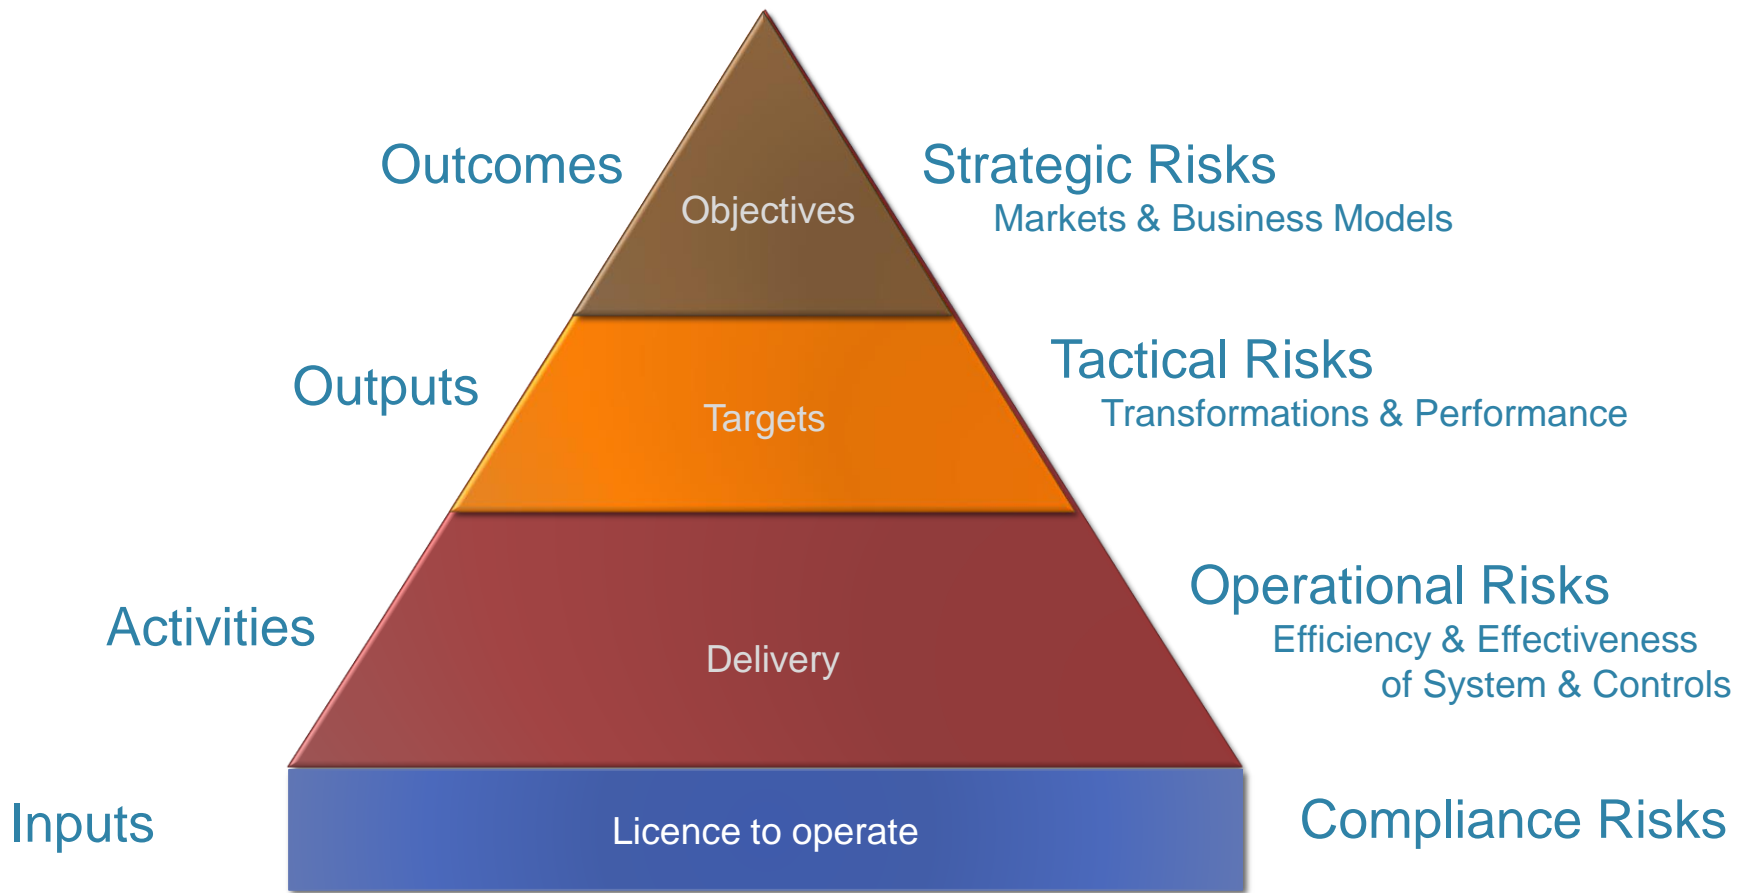 Outcomes
Objectives
Strategic Risks
Markets & Business Models
Outputs
Targets
Tactical Risks
Transformations & Performance
Activities
Delivery
Operational Risks
Efficiency & Effectiveness
of System & Controls
Inputs
Licence to operate
Compliance Risks